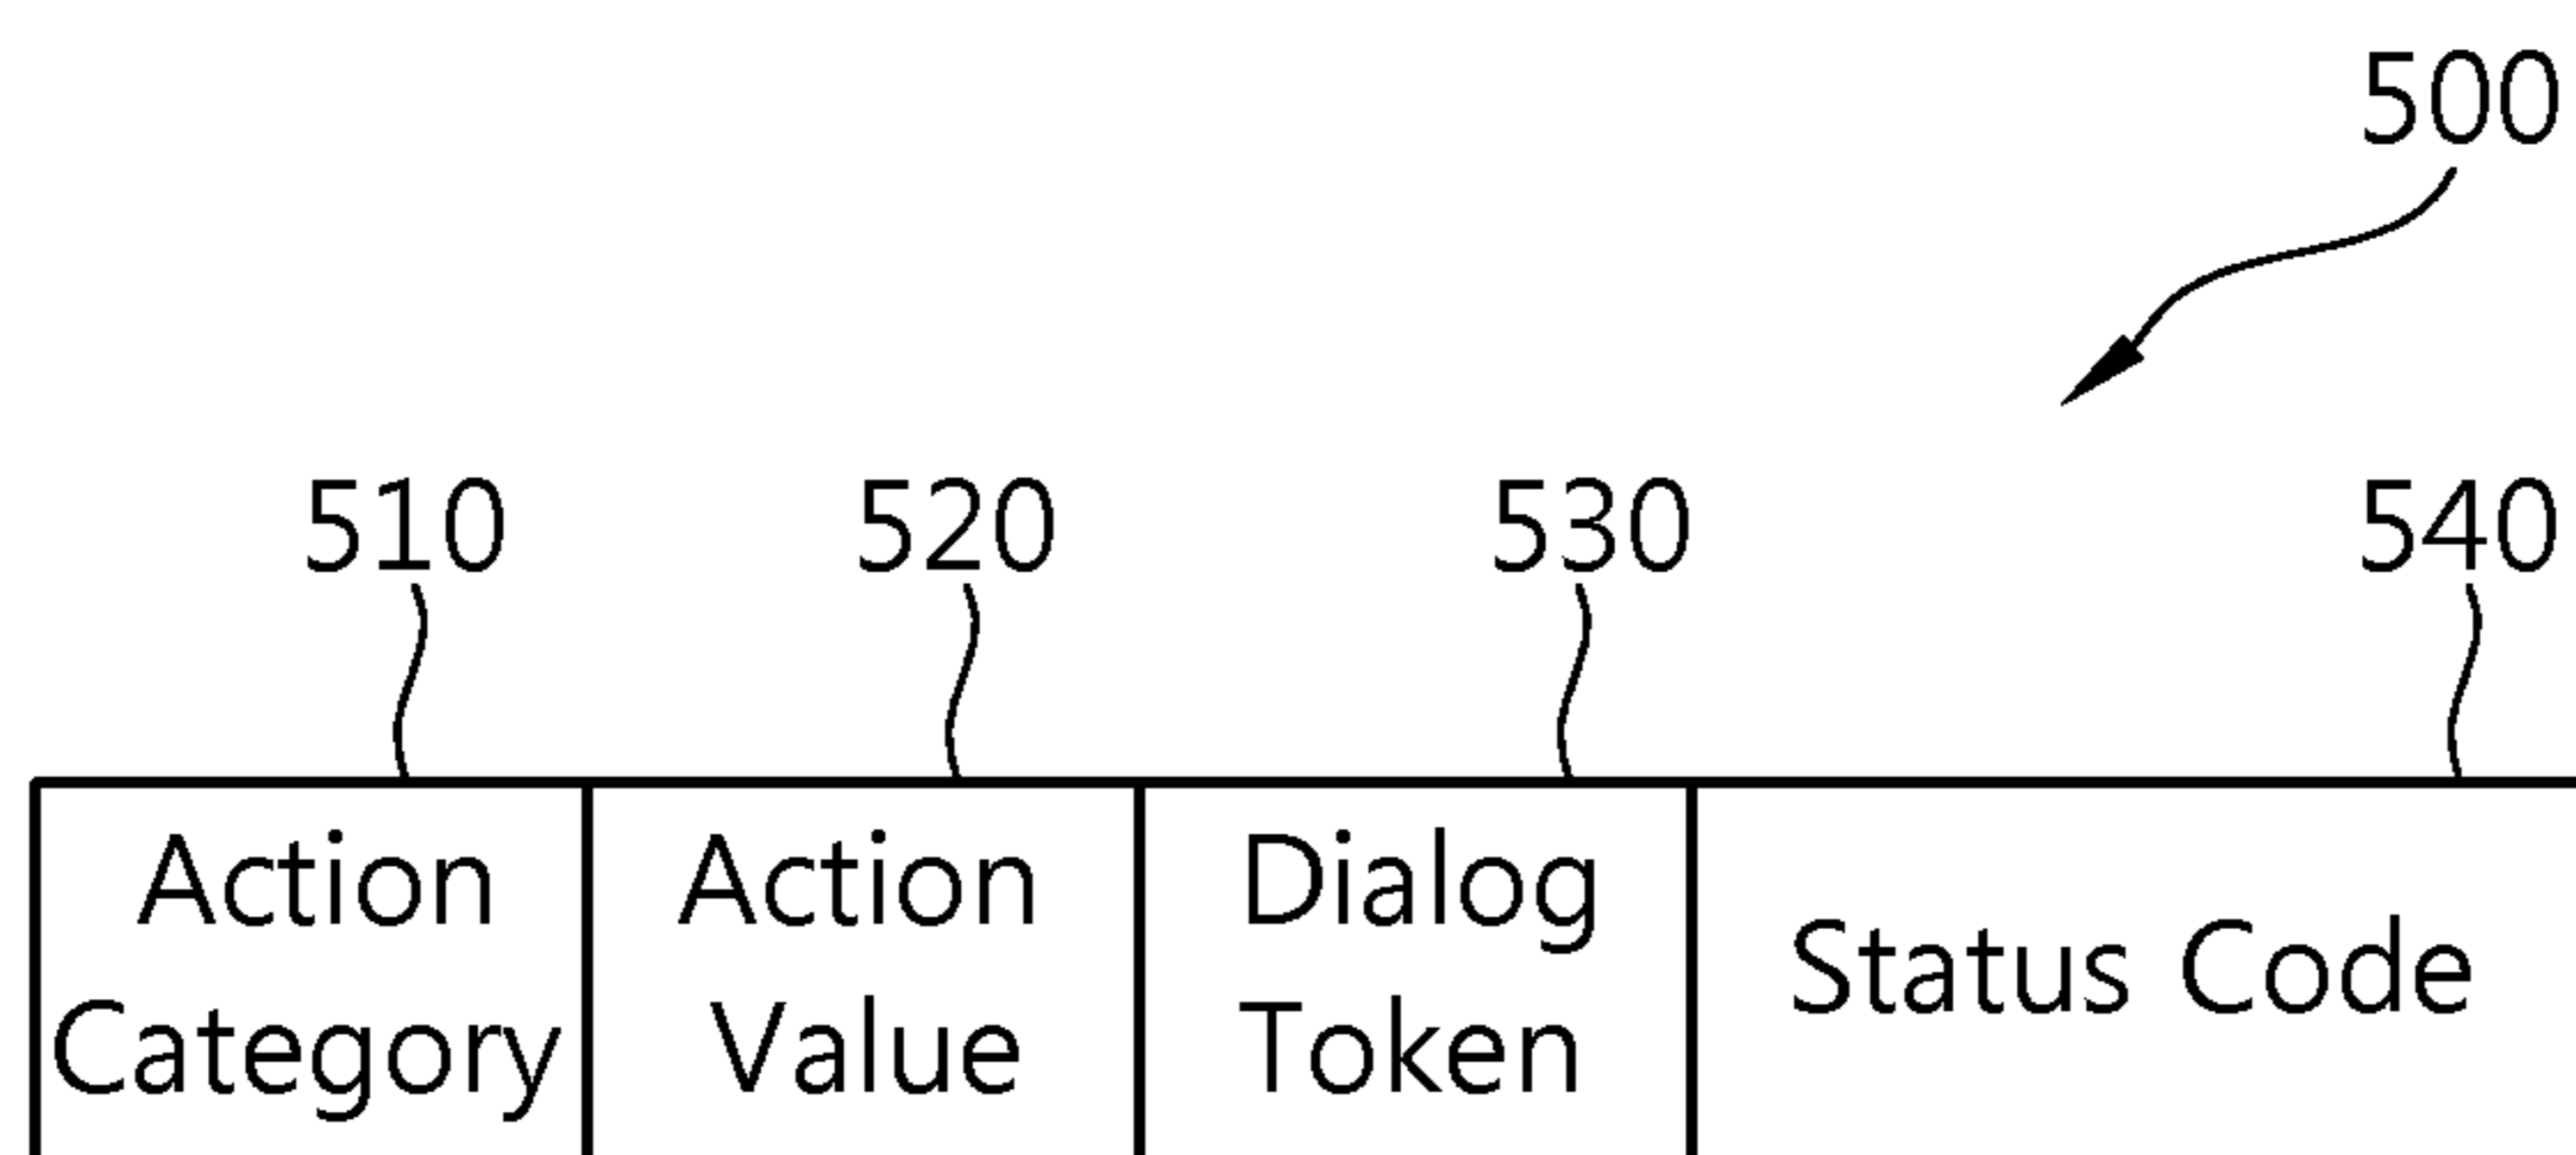 500
510 520 530 540
Action Category
Action Value
Dialog Token
Status Code